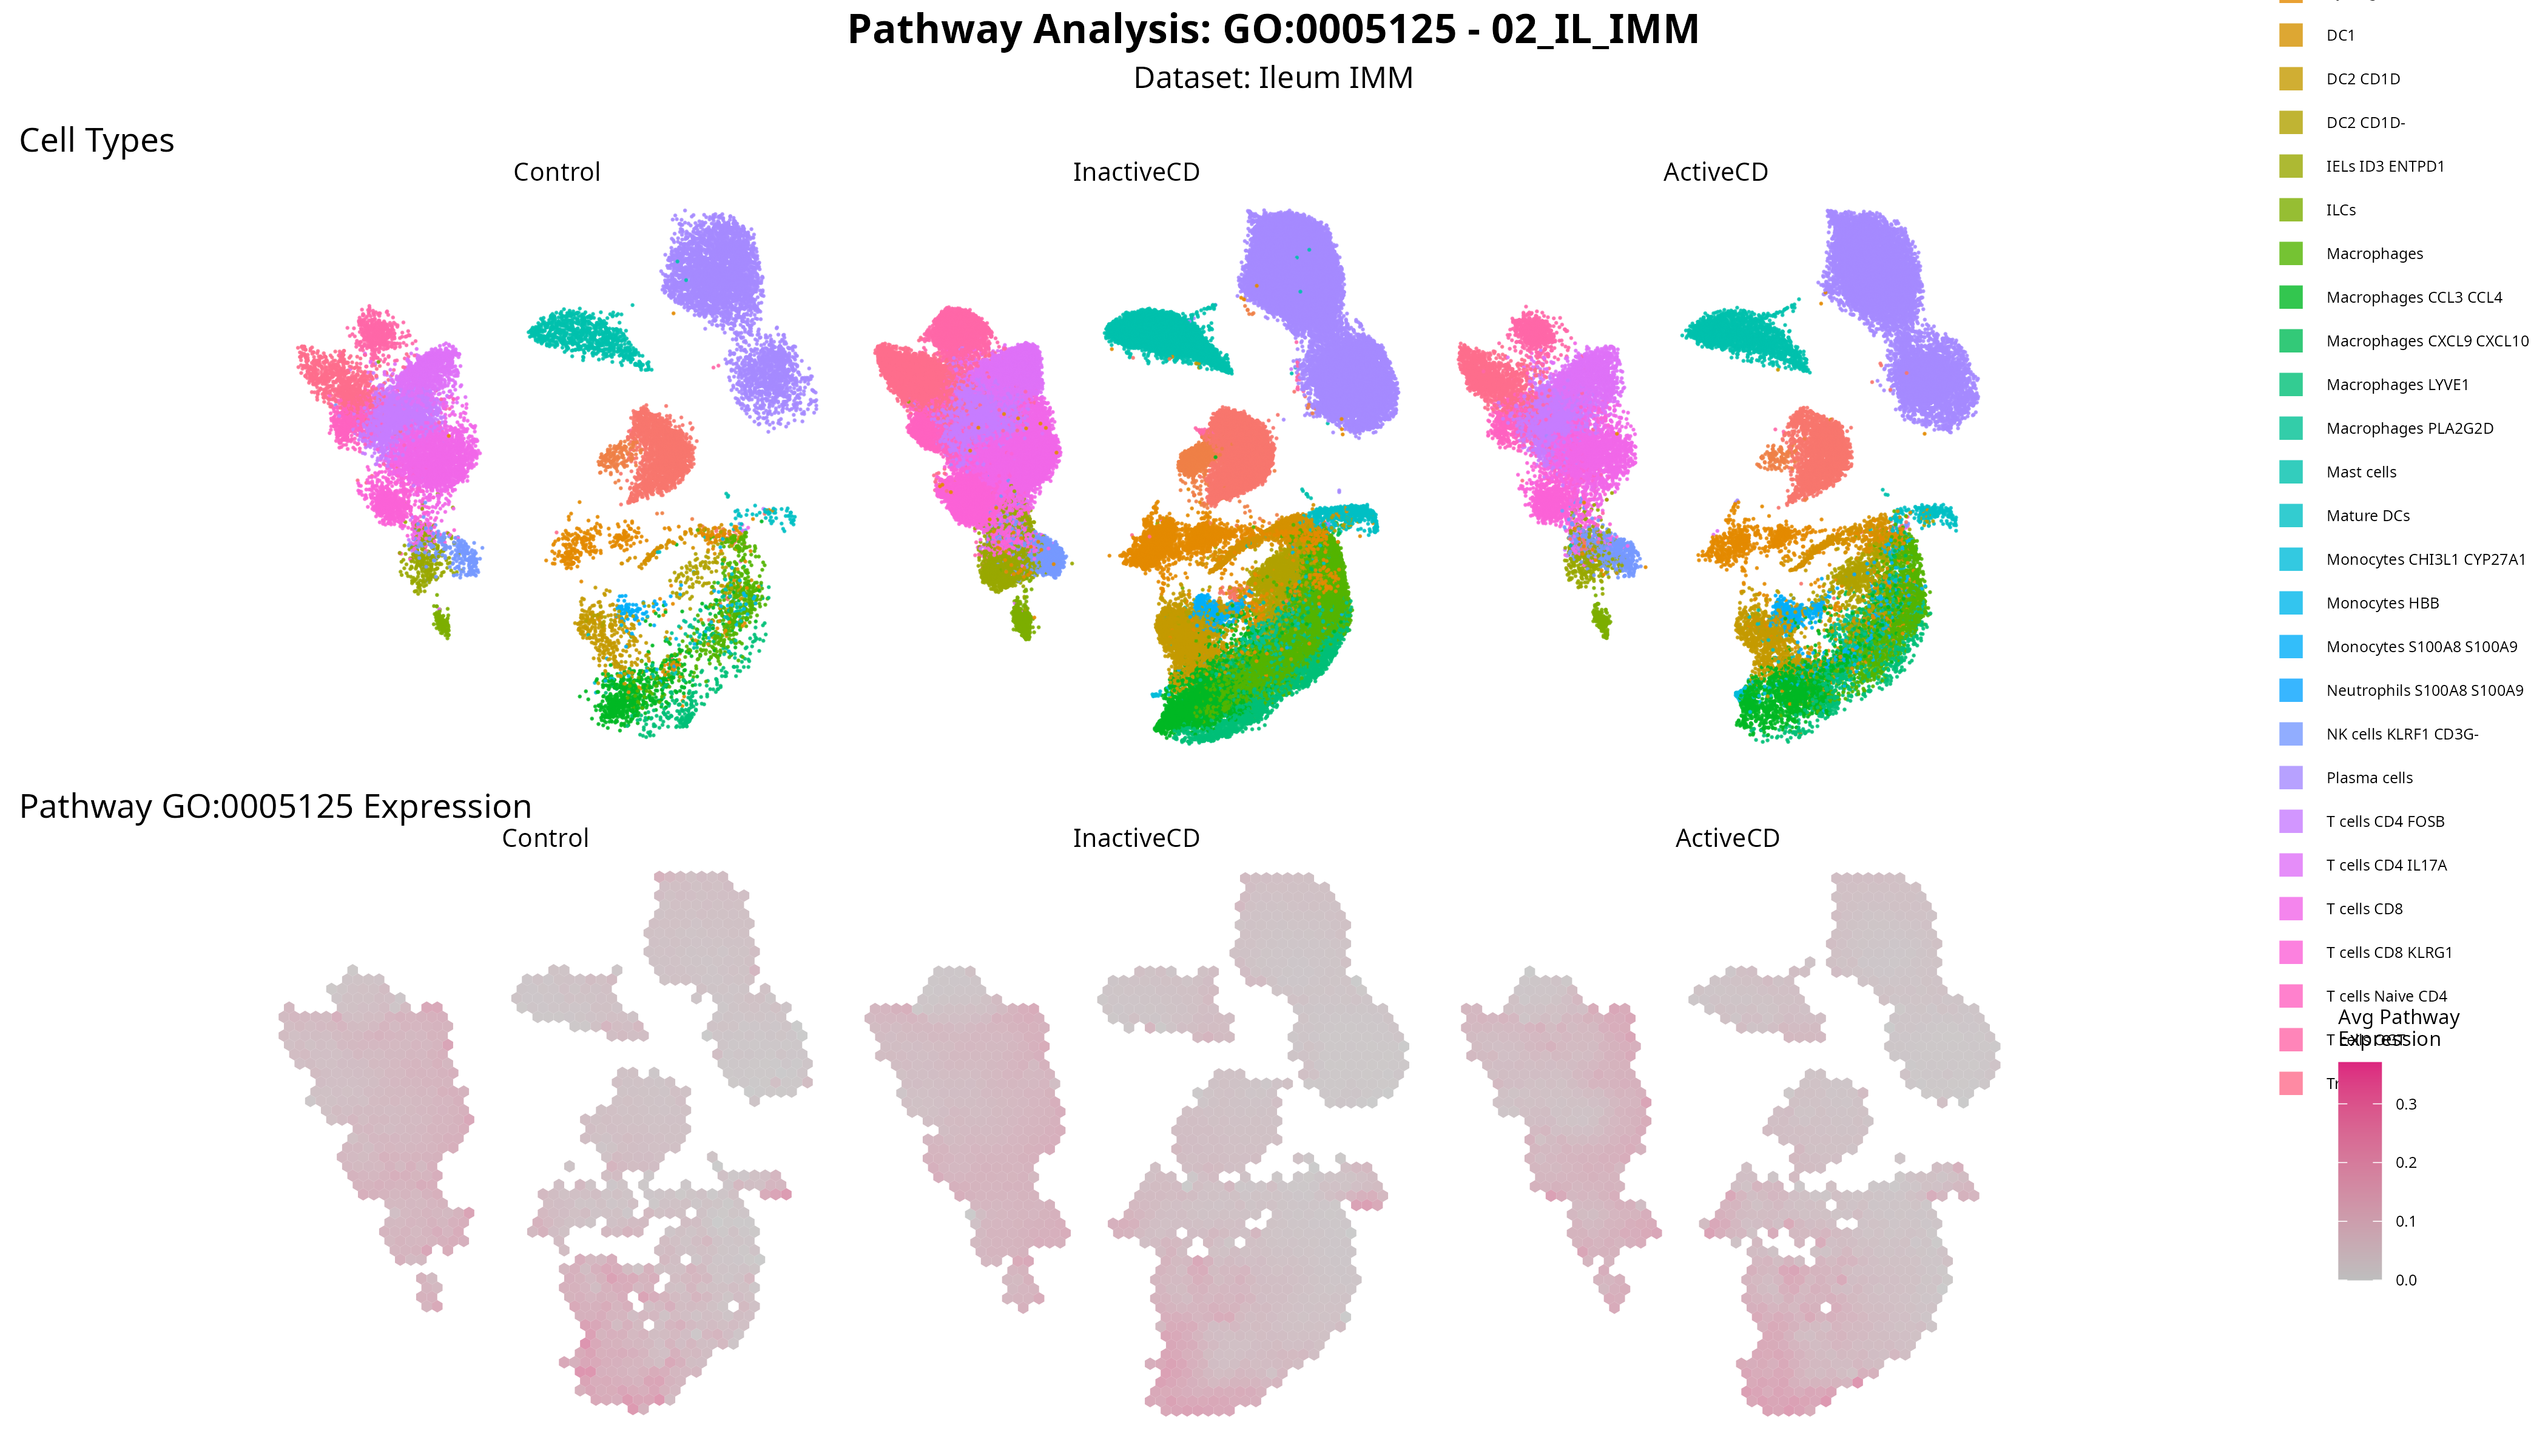 Pathway Analysis: GO:0005125 - 02_IL_IMM
Dataset: Ileum IMM
Cell Types
Control
InactiveCD
ActiveCD
Pathway GO:0005125 Expression
Control
InactiveCD
ActiveCD
DC1
DC2 CD1D
DC2 CD1D-
IELs ID3 ENTPD1
ILCs
Macrophages
Macrophages CCL3 CCL4
Macrophages CXCL9 CXCL10
Macrophages LYVE1
Macrophages PLA2G2D
Mast cells
Mature DCs
Monocytes CHI3L1 CYP27A1
Monocytes HBB
Monocytes S100A8 S100A9
Neutrophils S100A8 S100A9
NK cells KLRF1 CD3G-
Plasma cells
T cells CD4 FOSB
T cells CD4 IL17A
T cells CD8
T cells CD8 KLRG1
T cells Naive CD4
T cells OGT
Avg Pathway
Expression
0.3
0.2
0.1
0.0